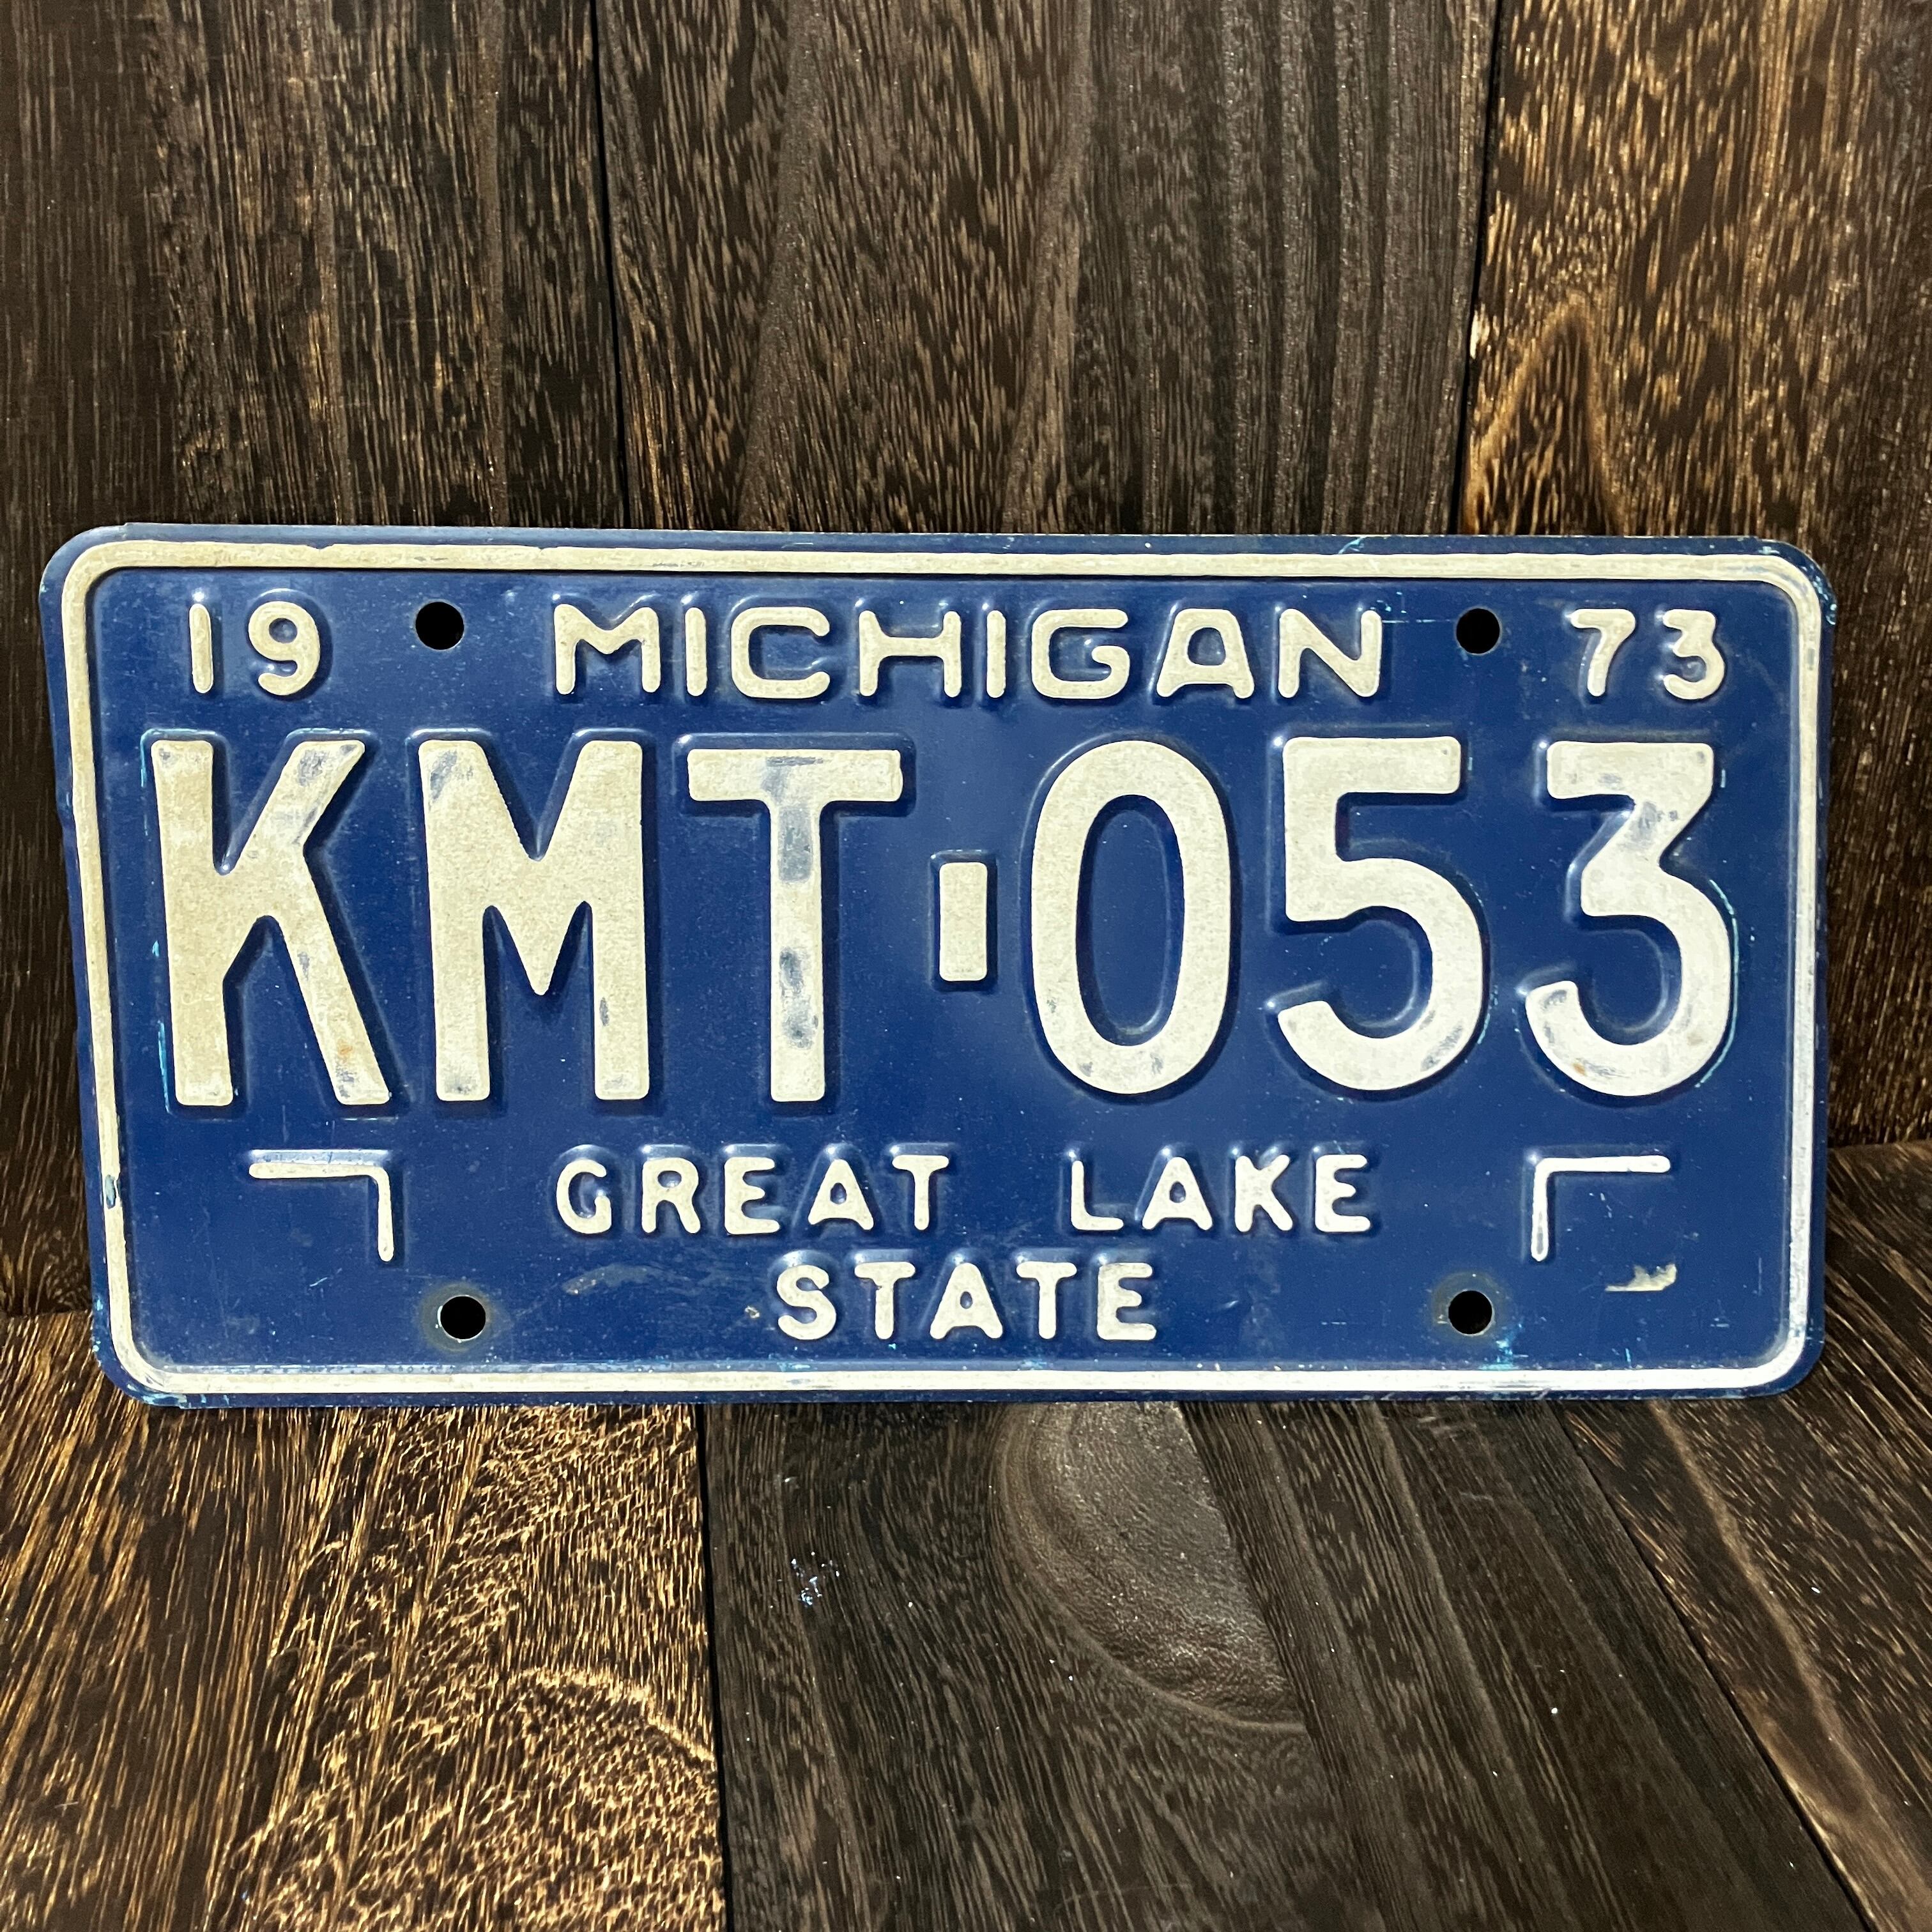 19 MICHIGAN 73
KMT-053
GREAT LAKE
STATE